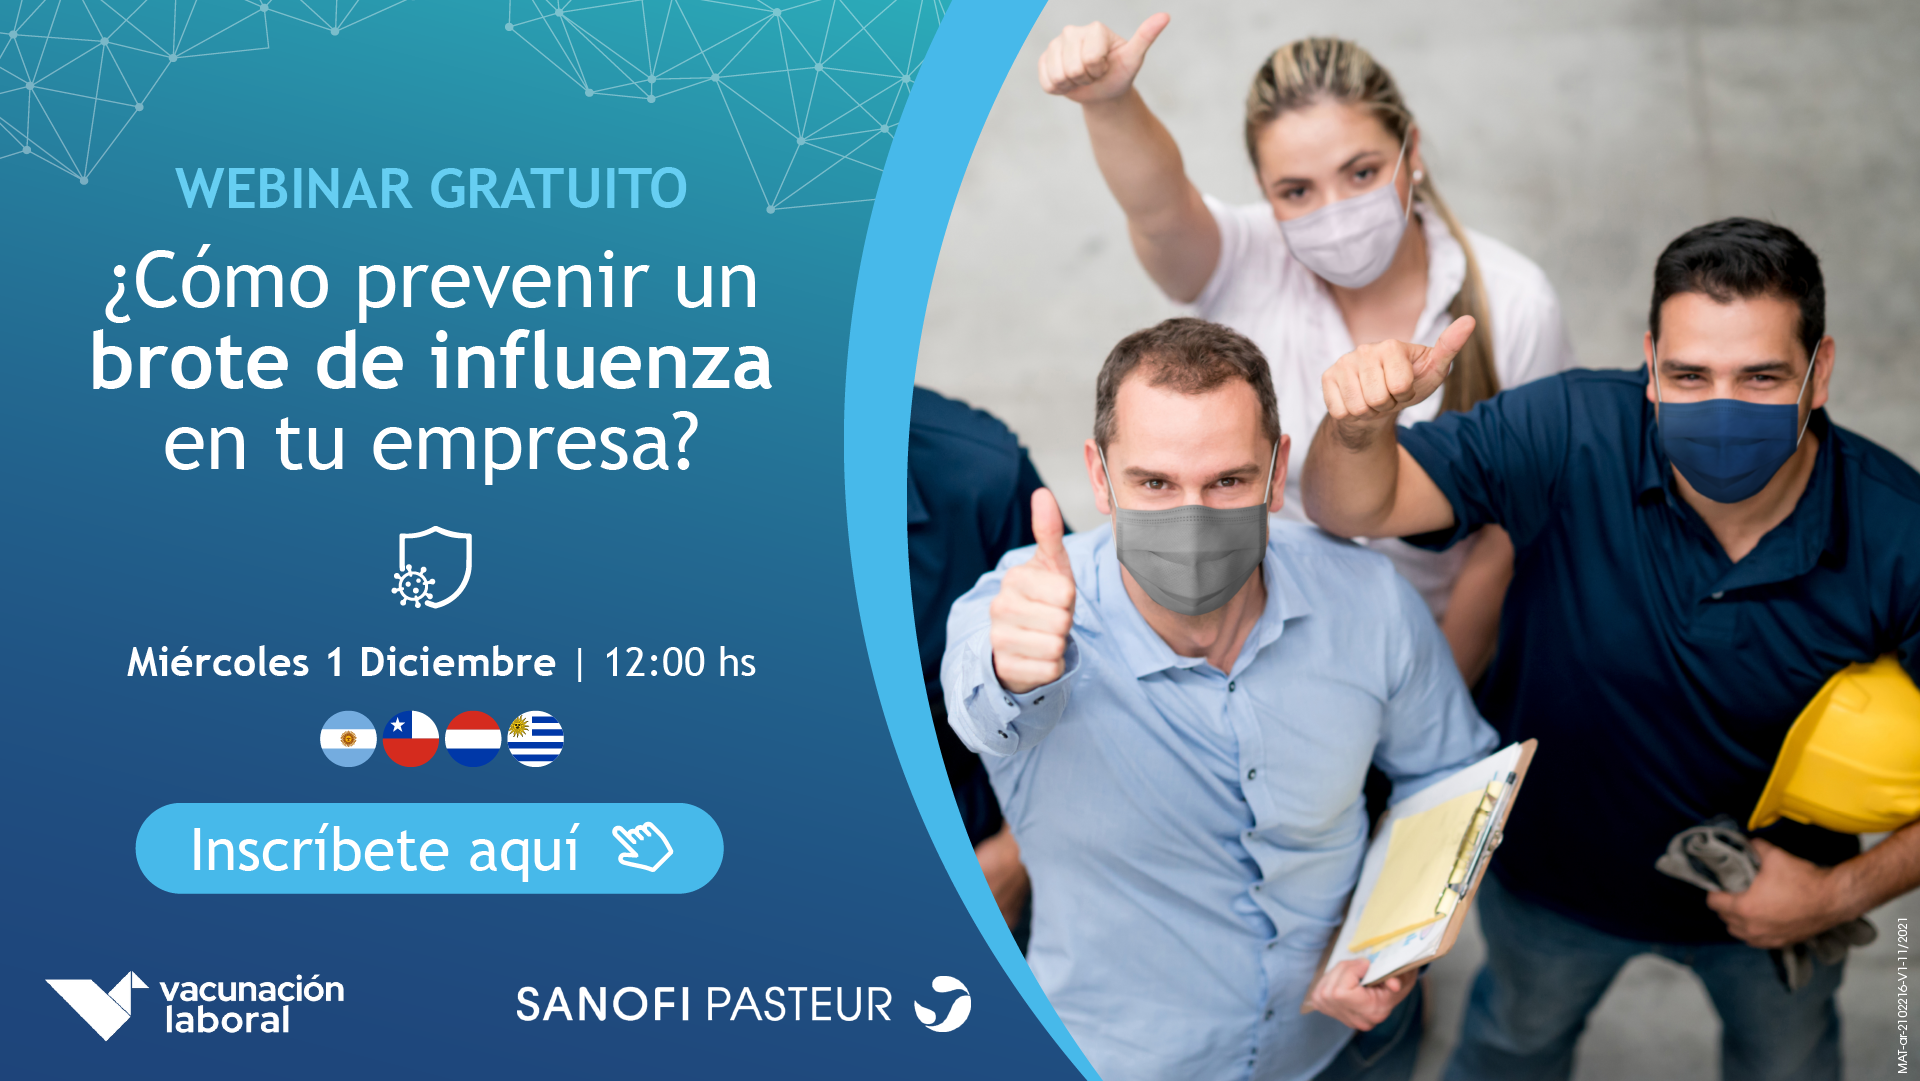 WEBINAR GRATUITO
¿Cómo prevenir un
brote de influenza
en tu empresa?
Miércoles 1 Diciembre | 12:00 hs
Inscríbete aquí
vacunación
laboral
SANOFI PASTEUR
MAT-ar-2102216-V1-11/2021